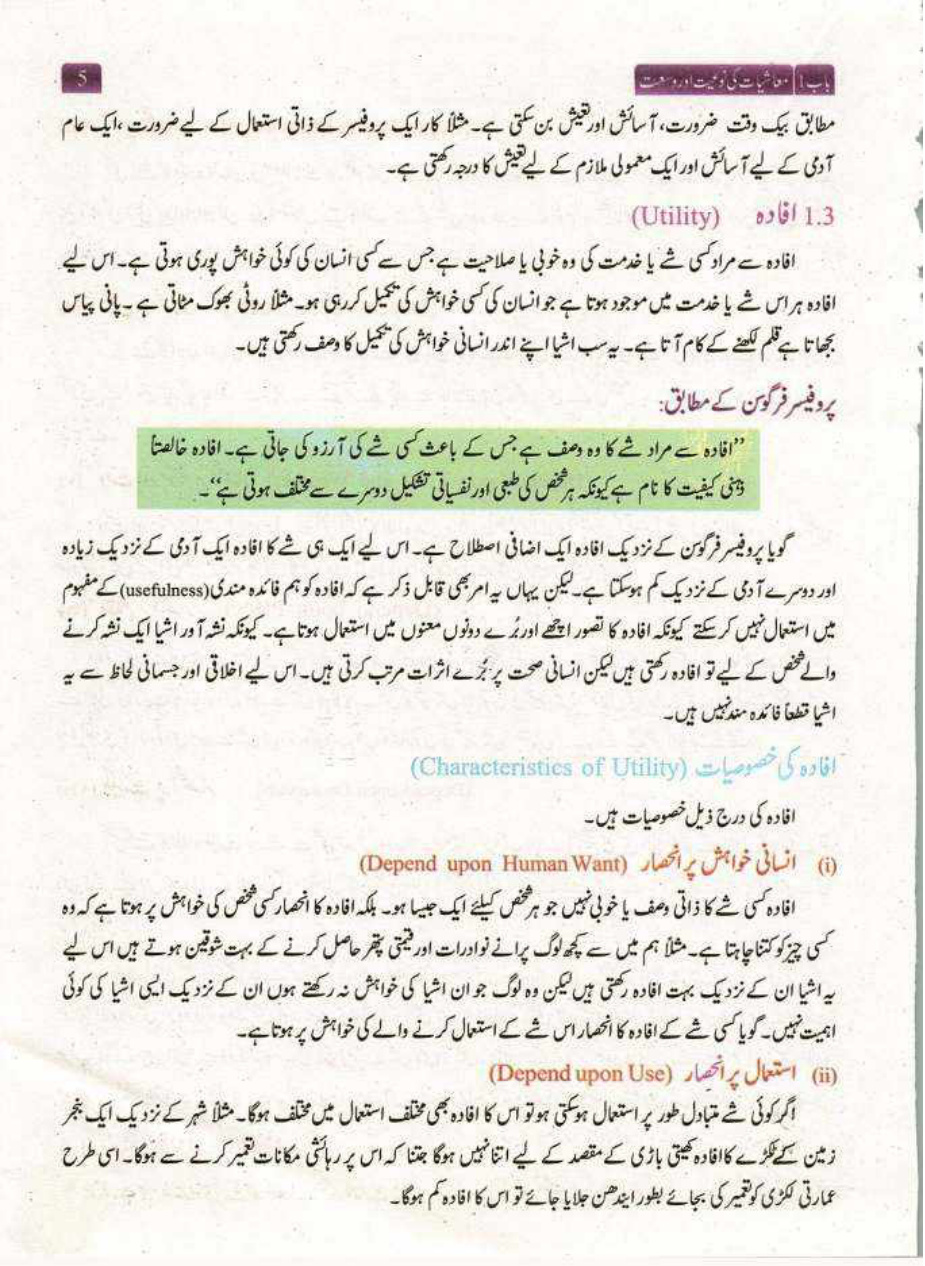 باب 1 معاشیات کی نوعیت اور وسعت
5
مطابق بیک وقت ضرورت، آسائش اور تعیش بن سکتی ہے۔ مثلاً کار ایک پروفیسر کے ذاتی استعمال کے لیے ضرورت ،ایک عام
آدمی کے لیے آسائش اور ایک معمولی ملازم کے لیے تعیش کا درجہ رکھتی ہے۔
1.3 افادہ (Utility)
افادہ سے مراد کسی شے یا خدمت کی وہ خوبی یا صلاحیت ہے جس سے کسی انسان کی کوئی خواہش پوری ہوتی ہے۔ اس لیے
افادہ ہر اس شے یا خدمت میں موجود ہوتا ہے جو انسان کی کسی خواہش کی تکمیل کر رہی ہو۔ مثلاً روٹی بھوک مٹاتی ہے ۔ پانی پیاس
بجھاتا ہے قلم لکھنے کے کام آتا ہے۔ یہ سب اشیا اپنے اندر انسانی خواہش کی تکمیل کا وصف رکھتی ہیں۔
پروفیسر فرگوسن کے مطابق:
’’افادہ سے مراد شے کا وہ وصف ہے جس کے باعث کسی شے کی آرزو کی جاتی ہے۔ افادہ خالصتاً
ذہنی کیفیت کا نام ہے کیونکہ ہر شخص کی طبعی اور نفسیاتی تشکیل دوسرے سے مختلف ہوتی ہے‘‘۔
گویا پروفیسر فرگوسن کے نزدیک افادہ ایک اضافی اصطلاح ہے۔ اس لیے ایک ہی شے کا افادہ ایک آدمی کے نزدیک زیادہ
اور دوسرے آدمی کے نزدیک کم ہوسکتا ہے۔ لیکن یہاں یہ امر بھی قابل ذکر ہے کہ افادہ کو ہم فائدہ مندی (usefulness) کے مفہوم
میں استعمال نہیں کرسکتے کیونکہ افادہ کا تصور اچھے اور بُرے دونوں معنوں میں استعمال ہوتا ہے۔ کیونکہ نشہ آور اشیا ایک نشہ کرنے
والے شخص کے لیے تو افادہ رکھتی ہیں لیکن انسانی صحت پر بُرے اثرات مرتب کرتی ہیں۔ اس لیے اخلاقی اور جسمانی لحاظ سے یہ
اشیا قطعاً فائدہ مند نہیں ہیں۔
افادہ کی خصوصیات (Characteristics of Utility)
افادہ کی درج ذیل خصوصیات ہیں۔
(i) انسانی خواہش پر انحصار (Depend upon Human Want)
افادہ کسی شے کا ذاتی وصف یا خوبی نہیں جو ہر شخص کیلئے ایک جیسا ہو۔ بلکہ افادہ کا انحصار کسی شخص کی خواہش پر ہوتا ہے کہ وہ
کسی چیز کو کتنا چاہتا ہے۔ مثلاً ہم میں سے کچھ لوگ پرانے نوادرات اور قیمتی پتھر حاصل کرنے کے بہت شوقین ہوتے ہیں اس لیے
یہ اشیا ان کے نزدیک بہت افادہ رکھتی ہیں لیکن وہ لوگ جو ان اشیا کی خواہش نہ رکھتے ہوں ان کے نزدیک ایسی اشیا کی کوئی
اہمیت نہیں۔ گویا کسی شے کے افادہ کا انحصار اس شے کے استعمال کرنے والے کی خواہش پر ہوتا ہے۔
(ii) استعمال پر انحصار (Depend upon Use)
اگر کوئی شے متبادل طور پر استعمال ہوسکتی ہو تو اس کا افادہ بھی مختلف استعمال میں مختلف ہوگا۔ مثلاً شہر کے نزدیک ایک بنجر
زمین کے ٹکڑے کا افادہ کھیتی باڑی کے مقصد کے لیے اتنا نہیں ہوگا جتنا کہ اس پر رہائشی مکانات تعمیر کرنے سے ہوگا۔ اسی طرح
عمارتی لکڑی کو تعمیر کی بجائے بطور ایندھن جلایا جائے تو اس کا افادہ کم ہوگا۔